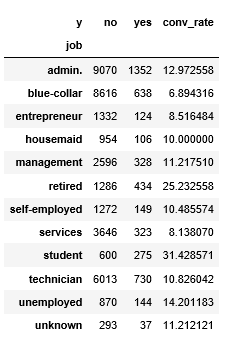 y no yes conv_rate
job
admin. 9070 1352 12.972558
blue-collar 8616 638 6.894316
entrepreneur 1332 124 8.516484
housemaid 954 106 10.000000
management 2596 328 11.217510
retired 1286 434 25.232558
self-employed 1272 149 10.485574
services 3646 323 8.138070
student 600 275 31.428571
technician 6013 730 10.826042
unemployed 870 144 14.201183
unknown 293 37 11.212121